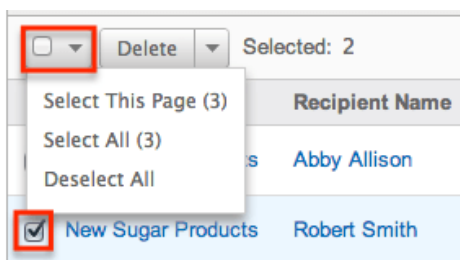 Delete Selected: 2
Select This Page (3)
Recipient Name
Select All (3)
s Abby Allison
Deselect All
New Sugar Products Robert Smith